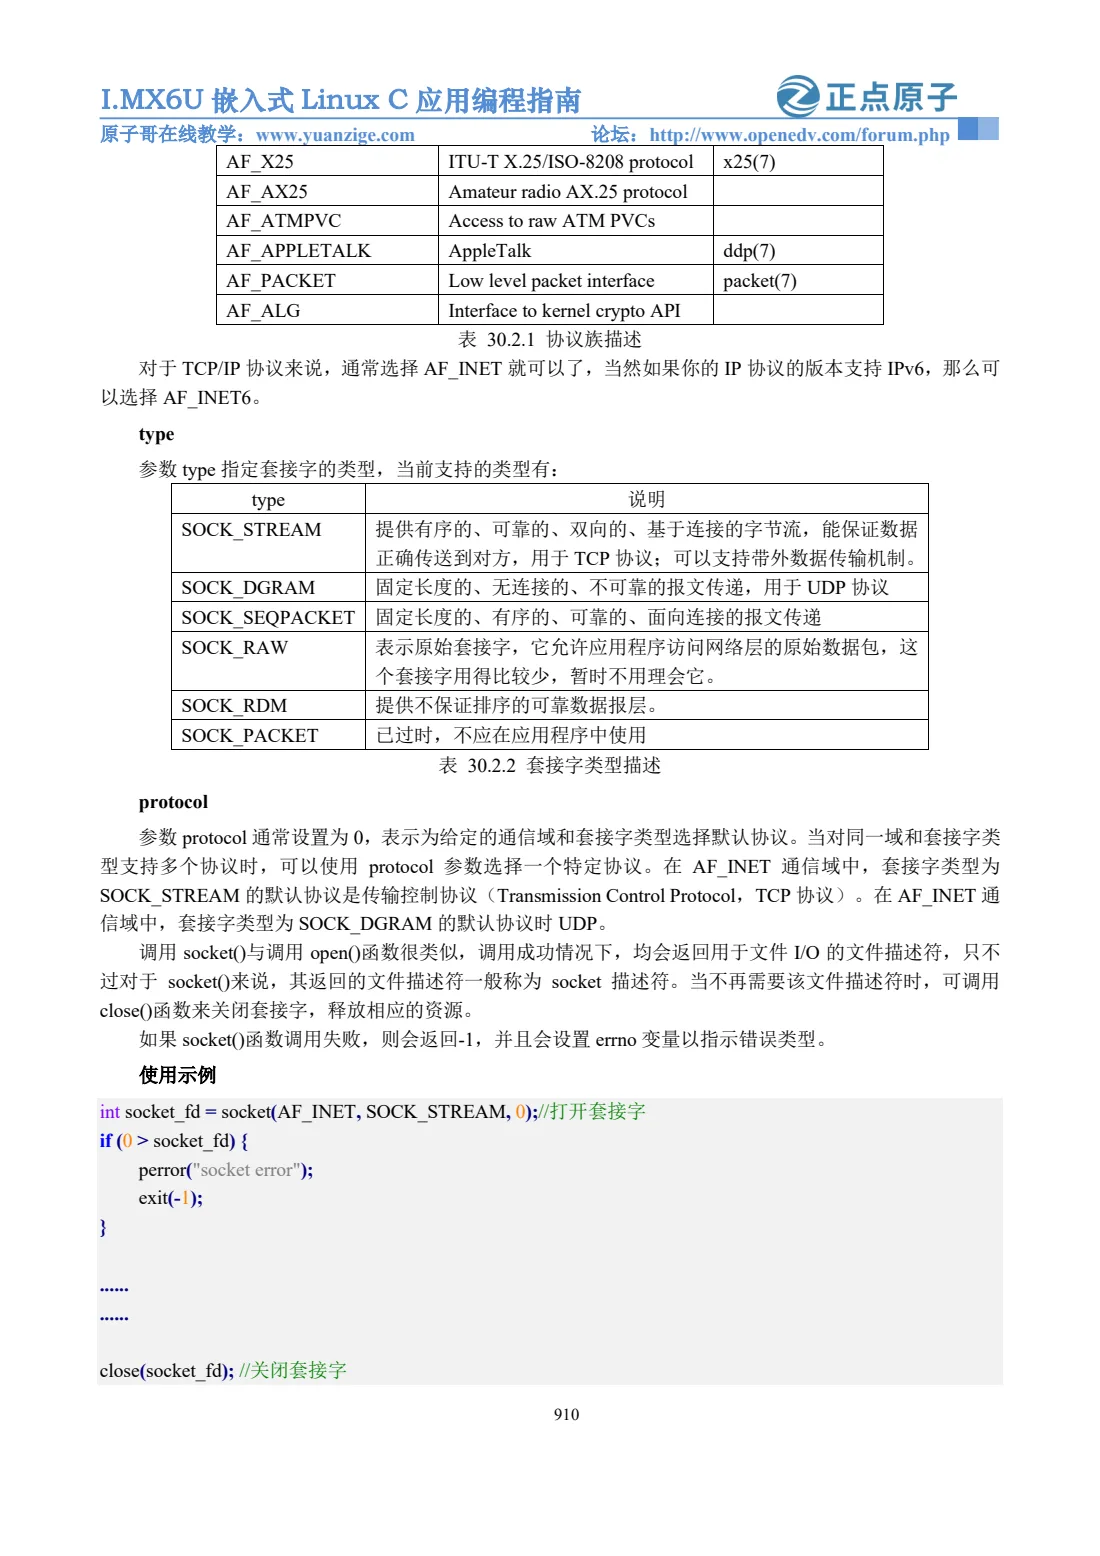 I.MX6U 嵌入式 Linux C 应用编程指南
正点原子
原子哥在线教学：www.yuanzige.com 论坛：http://www.openedv.com/forum.php
AF_X25 ITU-T X.25/ISO-8208 protocol x25(7)
AF_AX25 Amateur radio AX.25 protocol
AF_ATMPVC Access to raw ATM PVCs
AF_APPLETALK AppleTalk ddp(7)
AF_PACKET Low level packet interface packet(7)
AF_ALG Interface to kernel crypto API
表 30.2.1 协议族描述
对于 TCP/IP 协议来说，通常选择 AF_INET 就可以了，当然如果你的 IP 协议的版本支持 IPv6，那么可
以选择 AF_INET6。
type
参数 type 指定套接字的类型，当前支持的类型有：
type 说明
SOCK_STREAM 提供有序的、可靠的、双向的、基于连接的字节流，能保证数据
正确传送到对方，用于 TCP 协议；可以支持带外数据传输机制。
SOCK_DGRAM 固定长度的、无连接的、不可靠的报文传递，用于 UDP 协议
SOCK_SEQPACKET 固定长度的、有序的、可靠的、面向连接的报文传递
SOCK_RAW 表示原始套接字，它允许应用程序访问网络层的原始数据包，这
个套接字用得比较少，暂时不用理会它。
SOCK_RDM 提供不保证排序的可靠数据报层。
SOCK_PACKET 已过时，不应在应用程序中使用
表 30.2.2 套接字类型描述
protocol
参数 protocol 通常设置为 0，表示为给定的通信域和套接字类型选择默认协议。当对同一域和套接字类
型支持多个协议时，可以使用 protocol 参数选择一个特定协议。在 AF_INET 通信域中，套接字类型为
SOCK_STREAM 的默认协议是传输控制协议（Transmission Control Protocol，TCP 协议）。在 AF_INET 通
信域中，套接字类型为 SOCK_DGRAM 的默认协议时 UDP。
调用 socket()与调用 open()函数很类似，调用成功情况下，均会返回用于文件 I/O 的文件描述符，只不
过对于 socket()来说，其返回的文件描述符一般称为 socket 描述符。当不再需要该文件描述符时，可调用
close()函数来关闭套接字，释放相应的资源。
如果 socket()函数调用失败，则会返回-1，并且会设置 errno 变量以指示错误类型。
使用示例
int socket_fd = socket(AF_INET, SOCK_STREAM, 0);//打开套接字
if (0 > socket_fd) {
perror("socket error");
exit(-1);
}
......
......
close(socket_fd); //关闭套接字
910